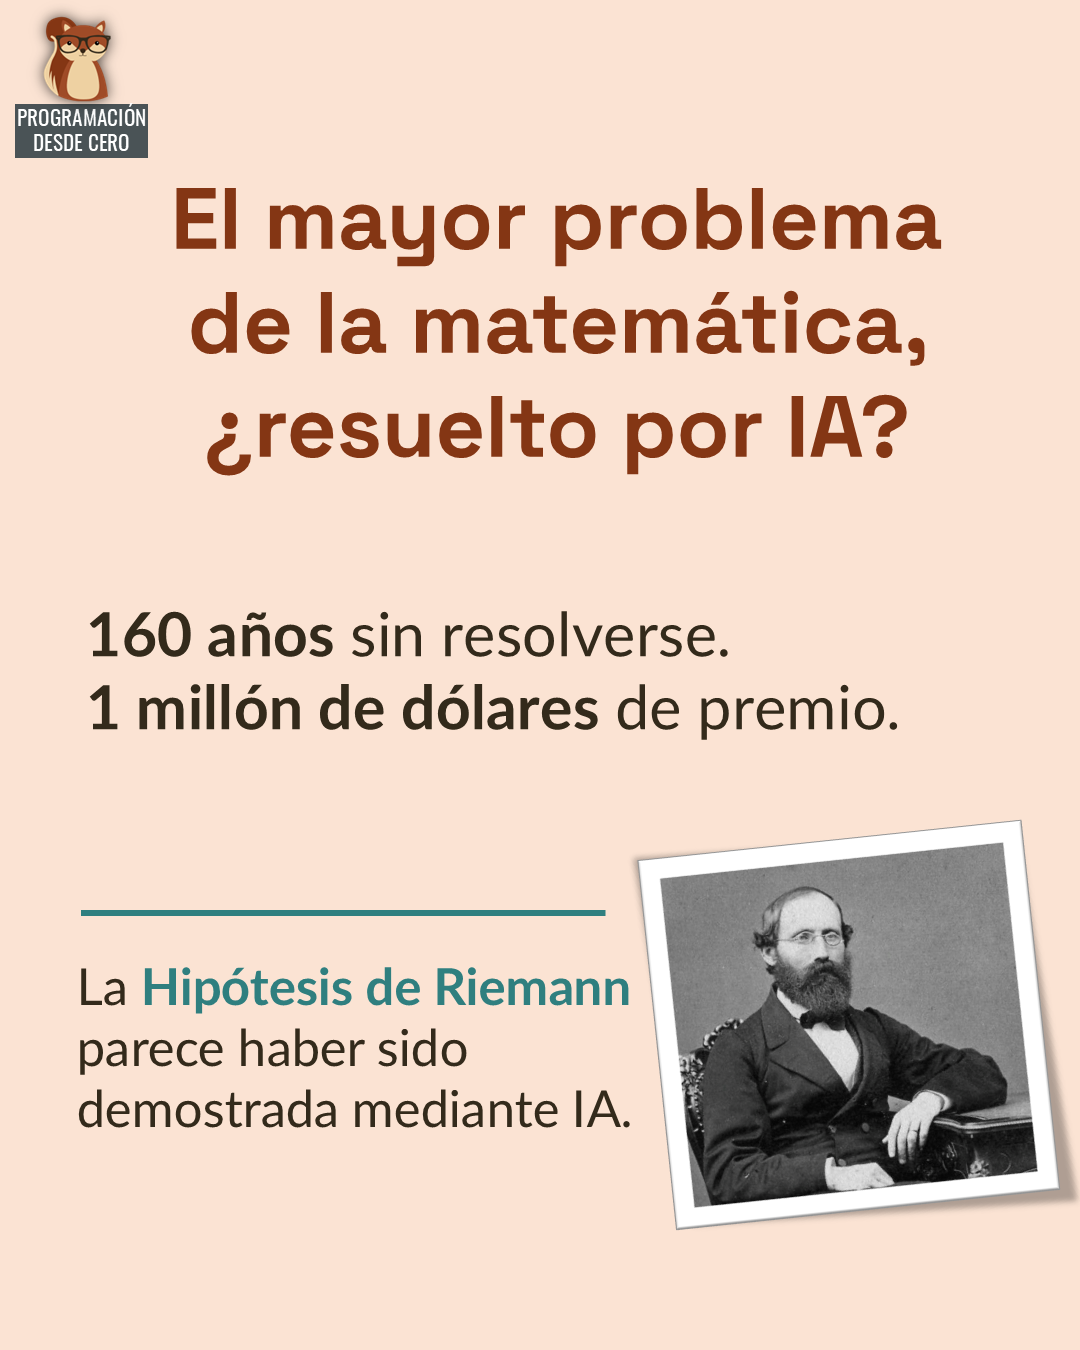 PROGRAMACIÓN
DESDE CERO
El mayor problema
de la matemática,
¿resuelto por IA?
160 años sin resolverse.
1 millón de dólares de premio.
La Hipótesis de Riemann
parece haber sido
demostrada mediante IA.